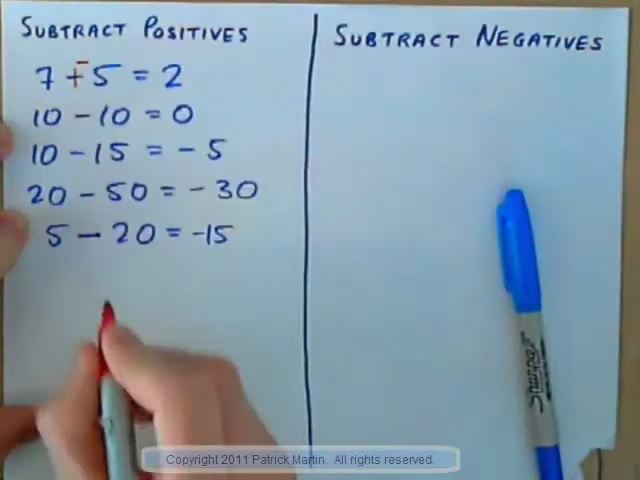 SUBTRACT POSITIVES
7 +⁻5 = 2
10 - 10 = 0
10 - 15 = - 5
20 - 50 = - 30
5 - 20 = -15
SUBTRACT NEGATIVES
Sharpie
Copyright 2011 Patrick Martin. All rights reserved.